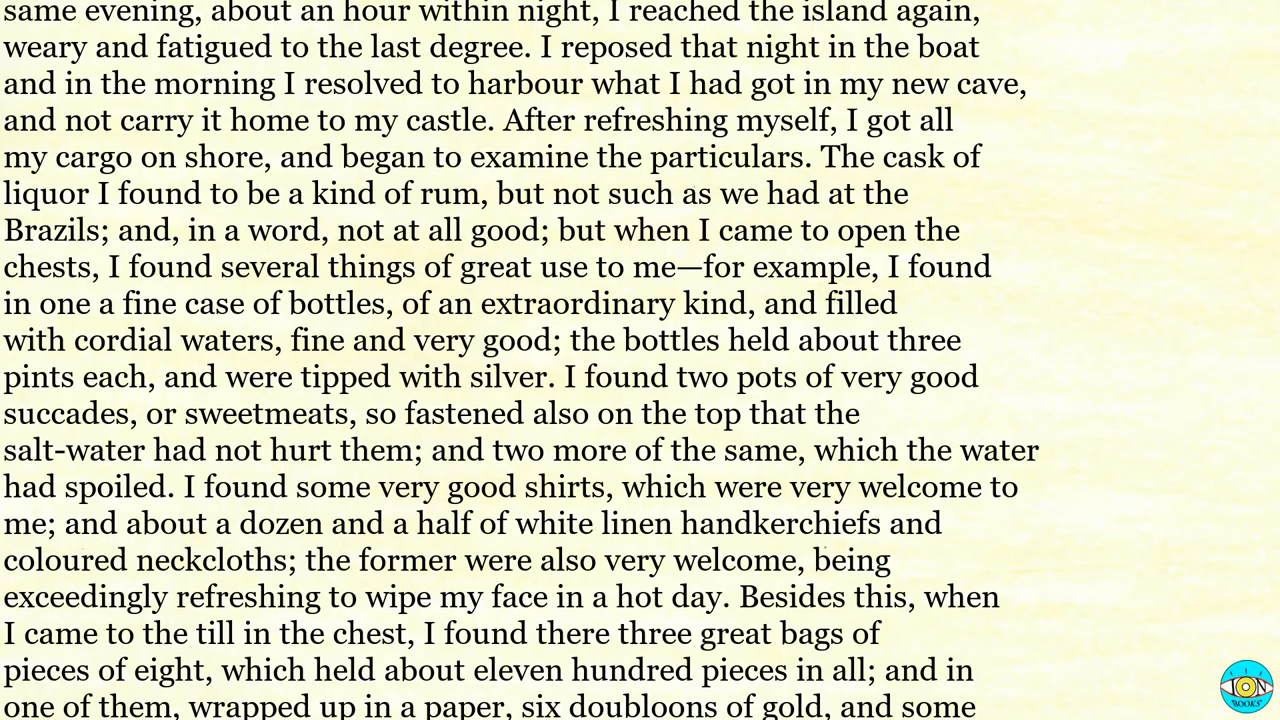 same evening, about an hour within night, I reached the island again,
weary and fatigued to the last degree. I reposed that night in the boat
and in the morning I resolved to harbour what I had got in my new cave,
and not carry it home to my castle. After refreshing myself, I got all
my cargo on shore, and began to examine the particulars. The cask of
liquor I found to be a kind of rum, but not such as we had at the
Brazils; and, in a word, not at all good; but when I came to open the
chests, I found several things of great use to me—for example, I found
in one a fine case of bottles, of an extraordinary kind, and filled
with cordial waters, fine and very good; the bottles held about three
pints each, and were tipped with silver. I found two pots of very good
succades, or sweetmeats, so fastened also on the top that the
salt-water had not hurt them; and two more of the same, which the water
had spoiled. I found some very good shirts, which were very welcome to
me; and about a dozen and a half of white linen handkerchiefs and
coloured neckcloths; the former were also very welcome, being
exceedingly refreshing to wipe my face in a hot day. Besides this, when
I came to the till in the chest, I found there three great bags of
pieces of eight, which held about eleven hundred pieces in all; and in
one of them, wrapped up in a paper, six doubloons of gold, and some
ION
BOOKS